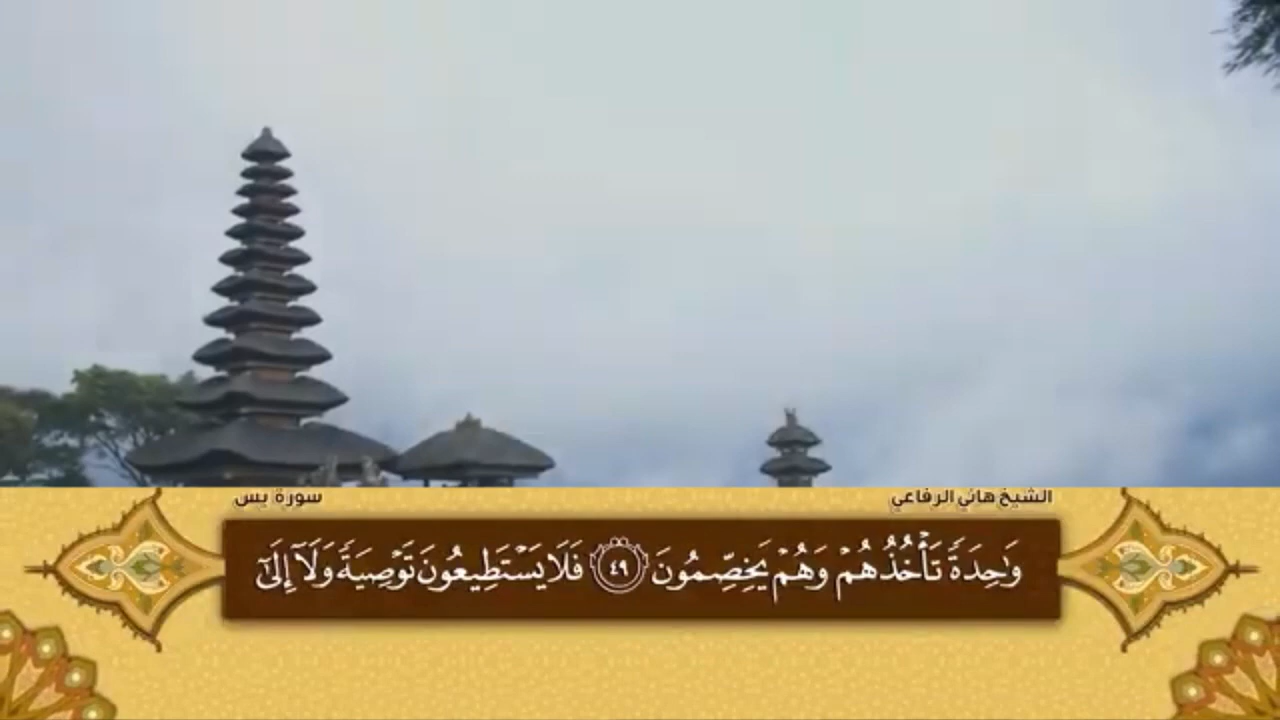 الشيخ هاني الرفاعي
سورة يس
وَٰحِدَةً تَأْخُذُهُمْ وَهُمْ يَخِصِّمُونَ ٤٩ فَلَا يَسْتَطِيعُونَ تَوْصِيَةً وَلَآ إِلَىٰٓ